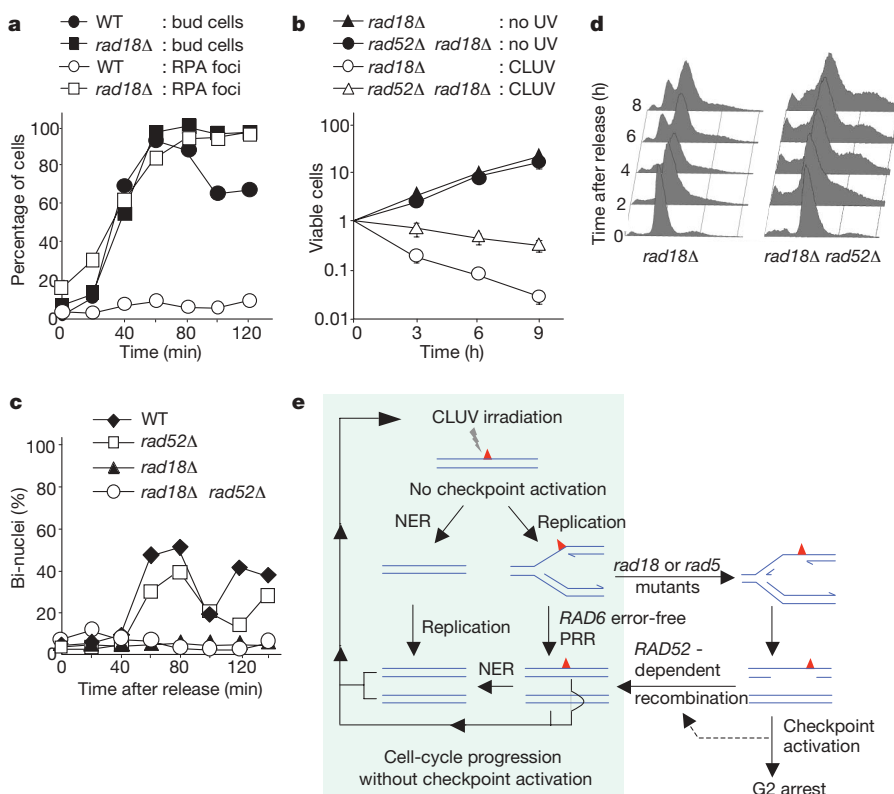 a
WT : bud cells
rad18Δ : bud cells
WT : RPA foci
rad18Δ : RPA foci
Percentage of cells
100
80
60
40
20
0
0 40 80 120
Time (min)
b
rad18Δ : no UV
rad52Δ rad18Δ : no UV
rad18Δ : CLUV
rad52Δ rad18Δ : CLUV
Viable cells
100
10
1
0.1
0.01
0 3 6 9
Time (h)
d
Time after release (h)
8
6
4
2
0
rad18Δ
rad18Δ rad52Δ
c
WT
rad52Δ
rad18Δ
rad18Δ rad52Δ
Bi-nuclei (%)
100
80
60
40
20
0
0 20 40 60 80 100 120
Time after release (min)
e
CLUV irradiation
No checkpoint activation
NER
Replication
rad18 or rad5
mutants
Replication
RAD6 error-free
PRR
NER
RAD52 -
dependent
recombination
Checkpoint
activation
Cell-cycle progression
without checkpoint activation
G2 arrest